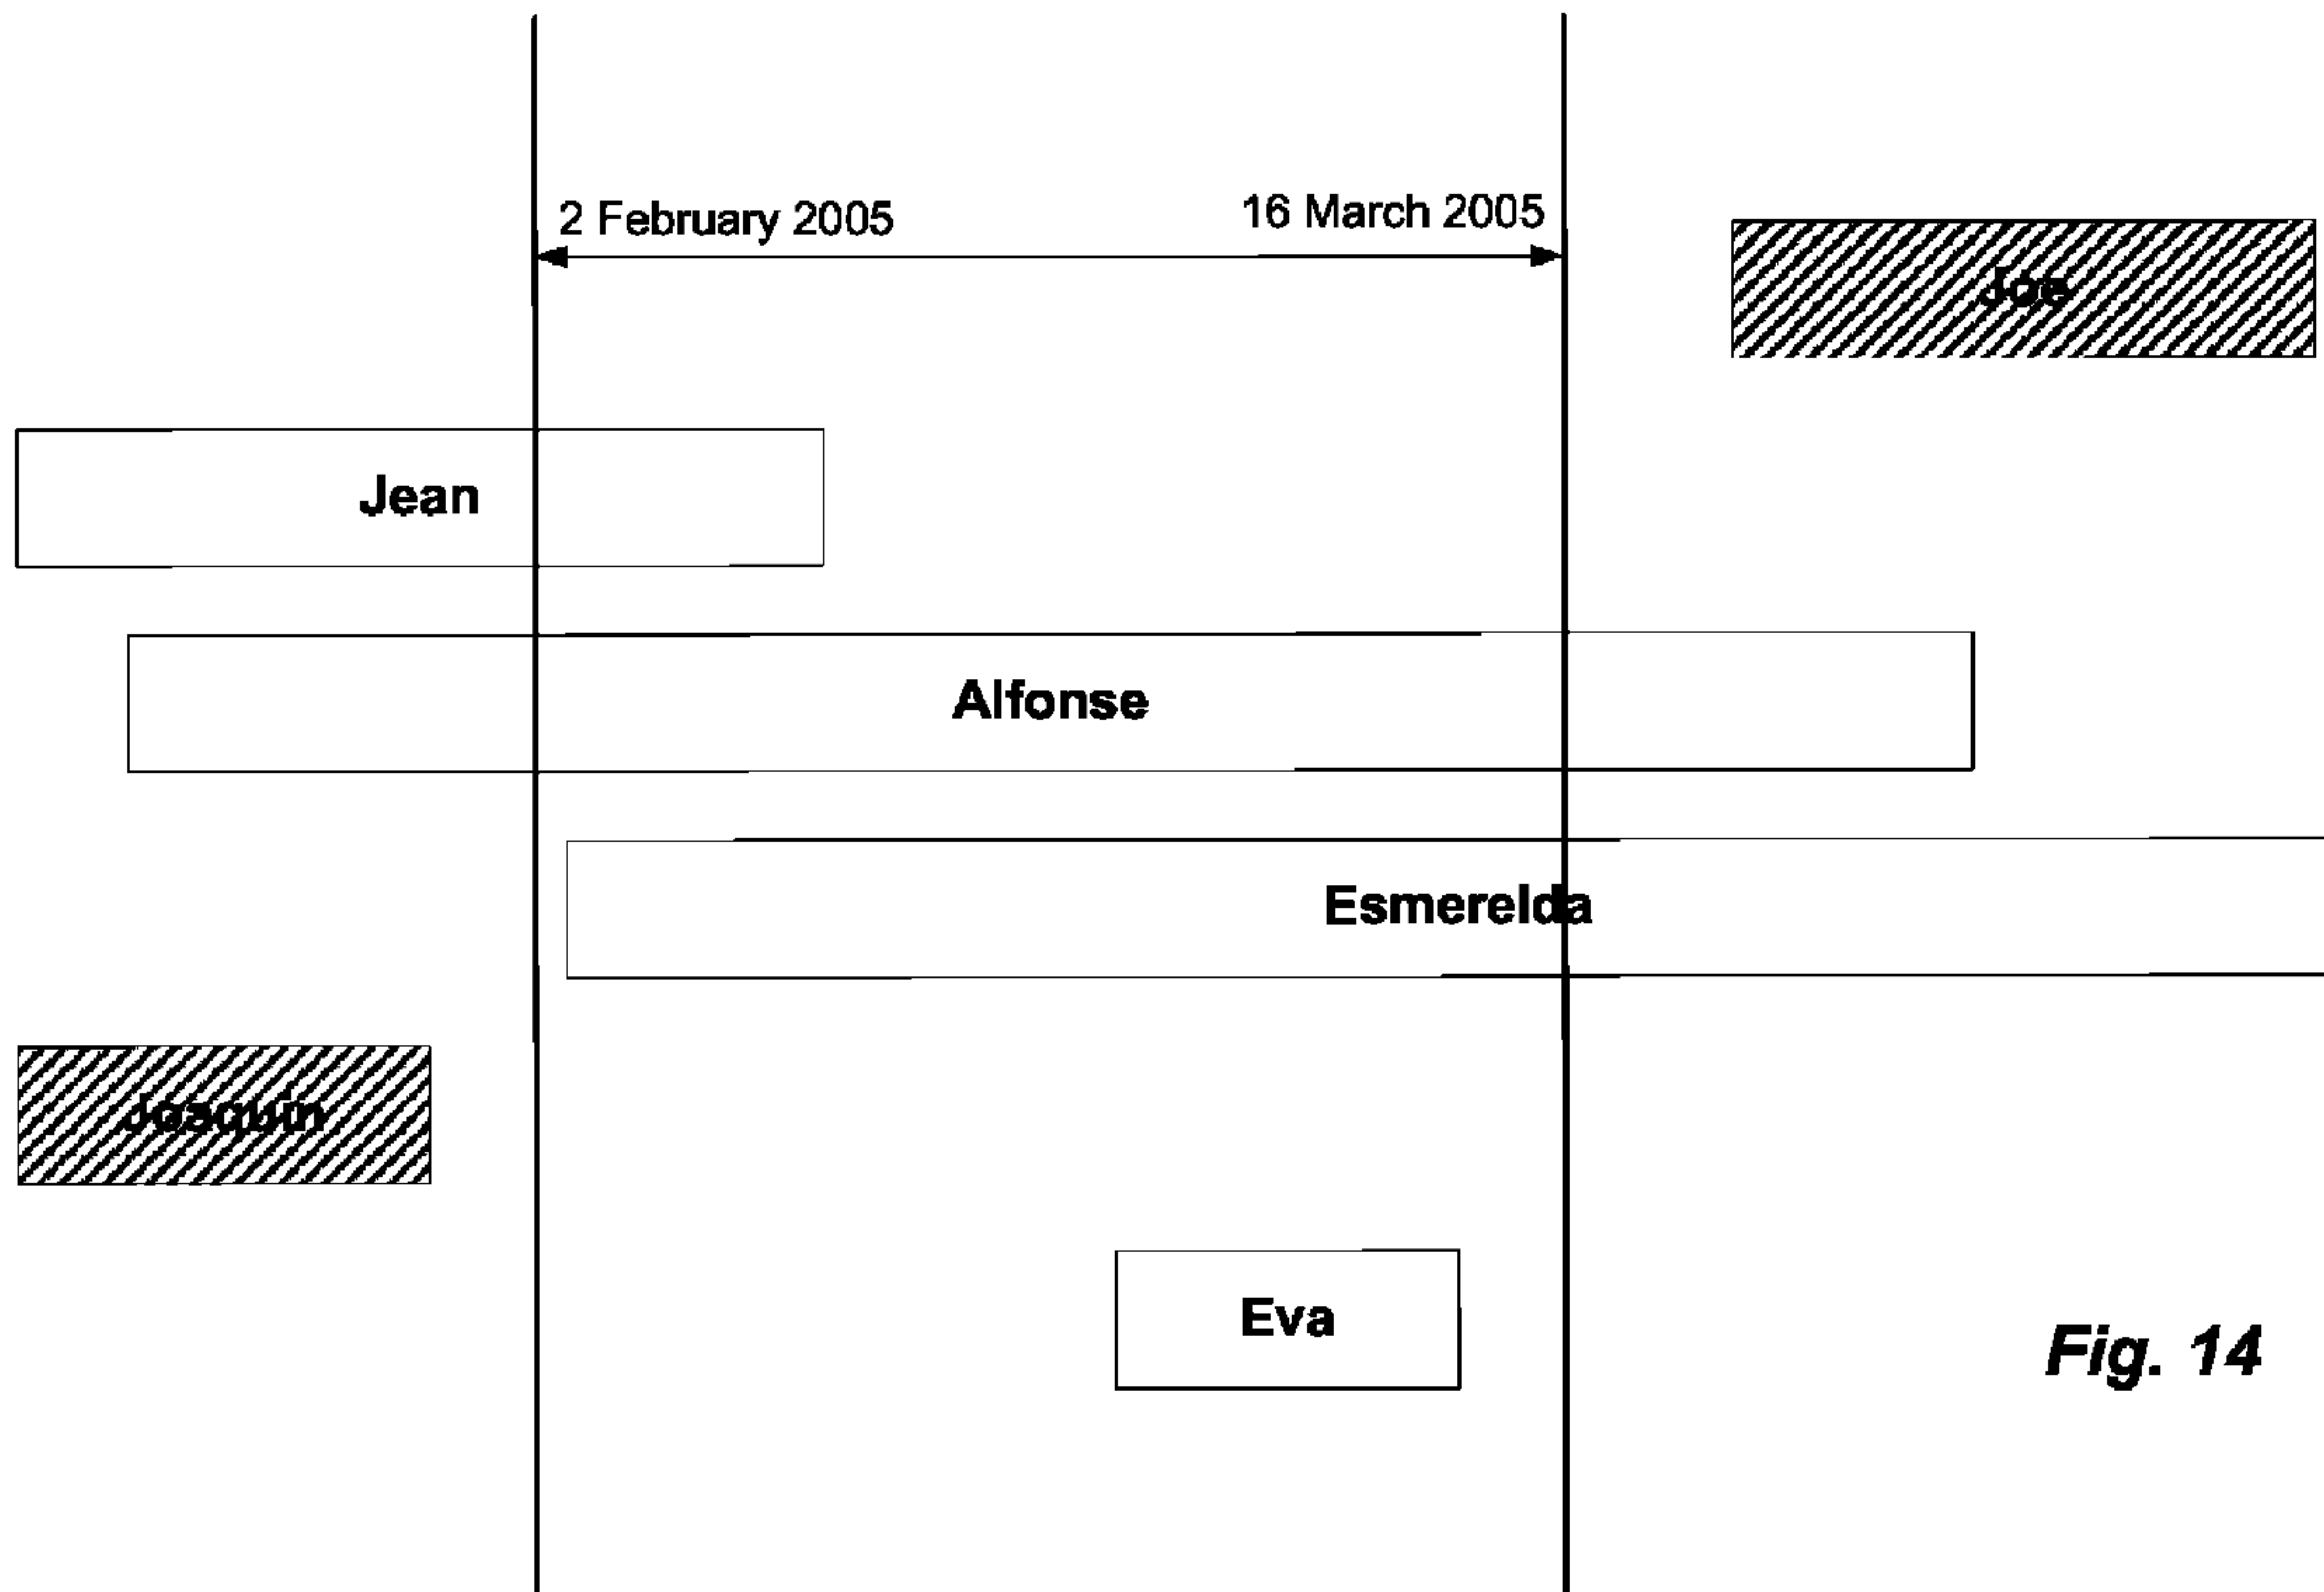 2 February 2005
16 March 2005
Joe
Jean
Alfonse
Esmerelda
Joaquin
Eva
Fig. 14